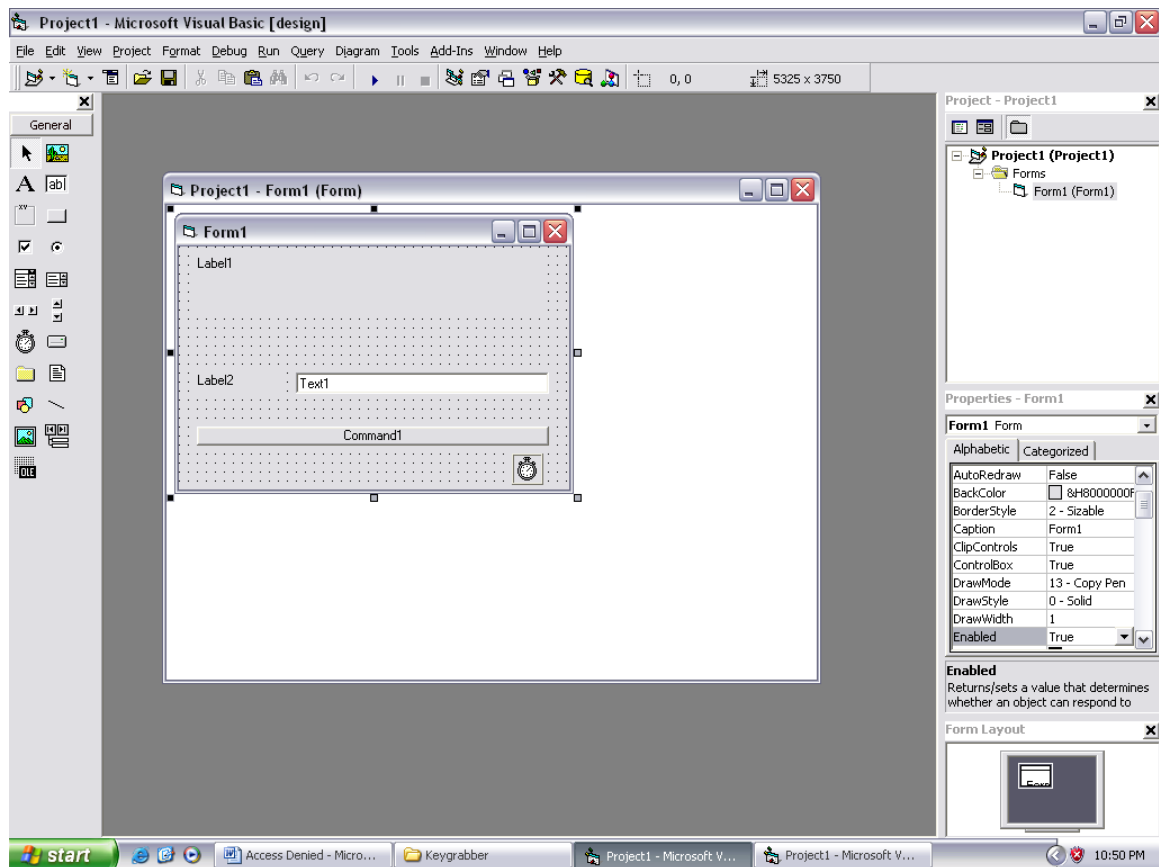 Project1 - Microsoft Visual Basic [design]
File Edit View Project Format Debug Run Query Diagram Tools Add-Ins Window Help
0, 0 5325 x 3750
General
A ab|
XY
OLE
Project1 - Form1 (Form)
Form1
Label1
Label2 Text1
Command1
Project - Project1
Project1 (Project1)
Forms
Form1 (Form1)
Properties - Form1
Form1 Form
Alphabetic Categorized
AutoRedraw False
BackColor &H8000000F
BorderStyle 2 - Sizable
Caption Form1
ClipControls True
ControlBox True
DrawMode 13 - Copy Pen
DrawStyle 0 - Solid
DrawWidth 1
Enabled True
Enabled
Returns/sets a value that determines
whether an object can respond to
Form Layout
start Access Denied - Micro... Keygrabber Project1 - Microsoft V... Project1 - Microsoft V... 10:50 PM